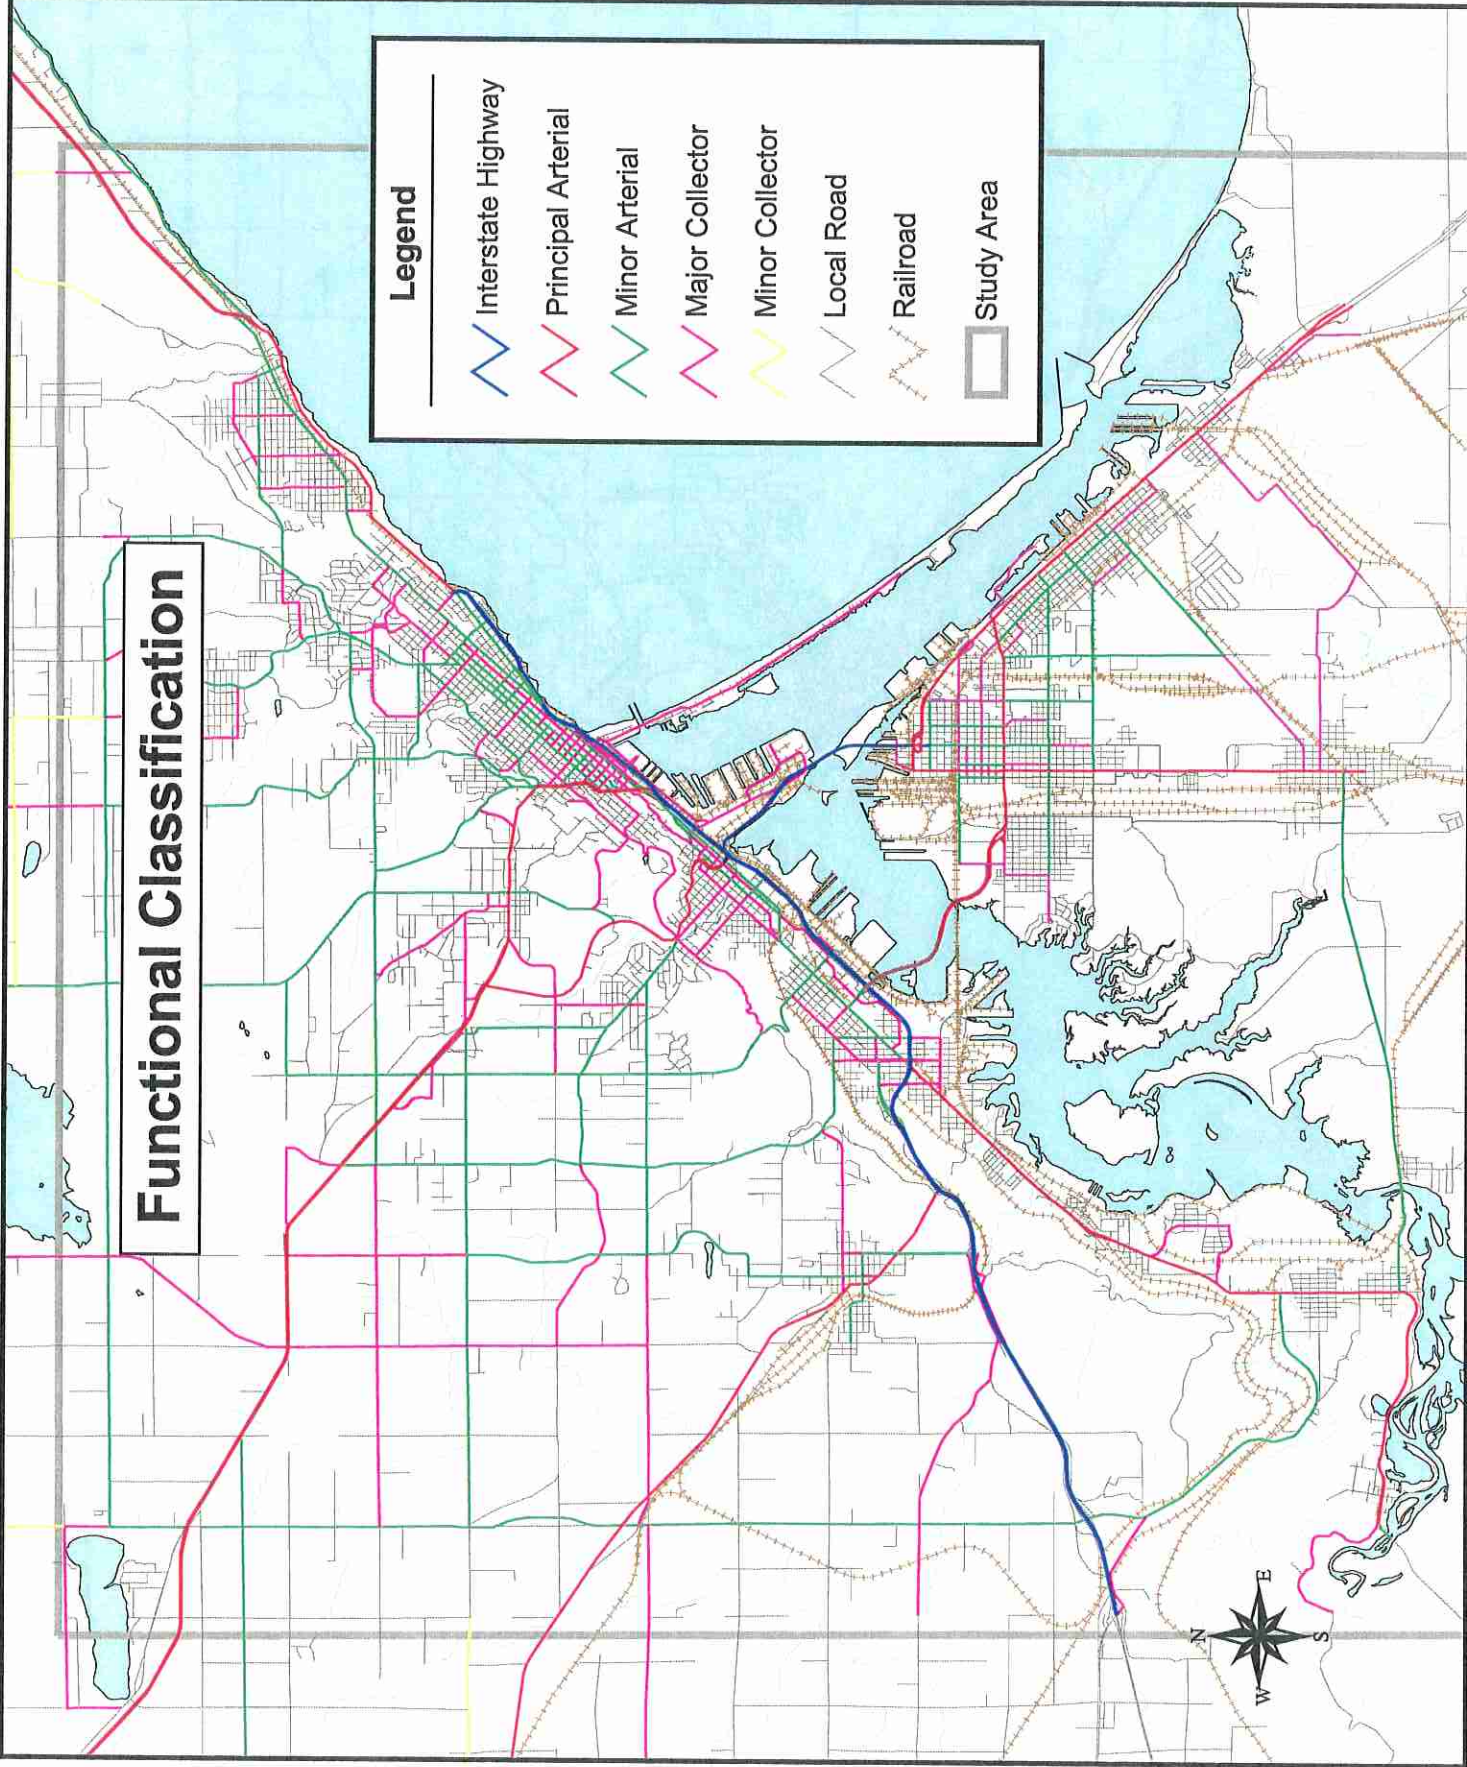 Functional Classification
Legend
Interstate Highway
Principal Arterial
Minor Arterial
Major Collector
Minor Collector
Local Road
Railroad
Study Area
N
W
E
S